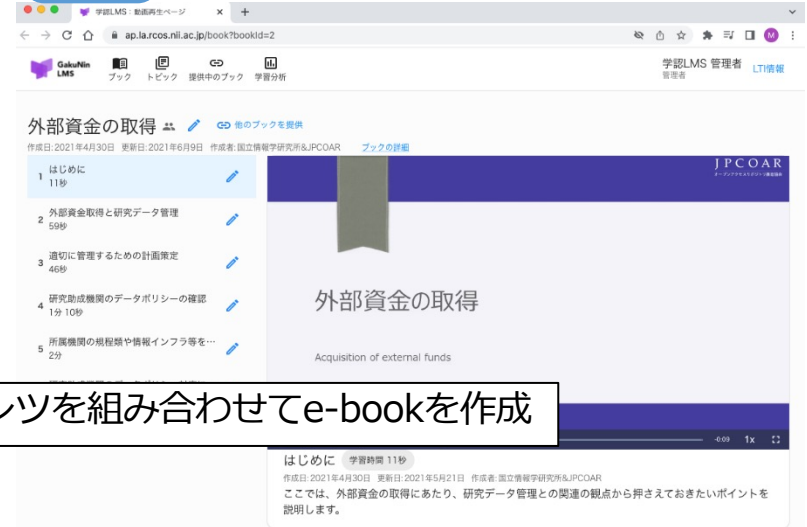 学認LMS：動画再生ページ
ap.la.rcos.nii.ac.jp/book?bookId=2
M
GakuNin LMS
ブック
トピック
提供中のブック
学習分析
学認LMS 管理者
管理者
LTI情報
外部資金の取得
他のブックを提供
作成日:2021年4月30日 更新日:2021年6月9日 作成者:国立情報学研究所&JPCOAR
ブックの詳細
1 はじめに
11秒
2 外部資金取得と研究データ管理
59秒
3 適切に管理するための計画策定
46秒
4 研究助成機関のデータポリシーの確認
1分10秒
5 所属機関の規程類や情報インフラ等を…
2分
JPCOAR
外部資金の取得
Acquisition of external funds
ンツを組み合わせてe-bookを作成
-0:09 1x
はじめに 学習時間 11秒
作成日:2021年4月30日 更新日:2021年5月21日 作成者:国立情報学研究所&JPCOAR
ここでは、外部資金の取得にあたり、研究データ管理との関連の観点から押さえておきたいポイントを
説明します。